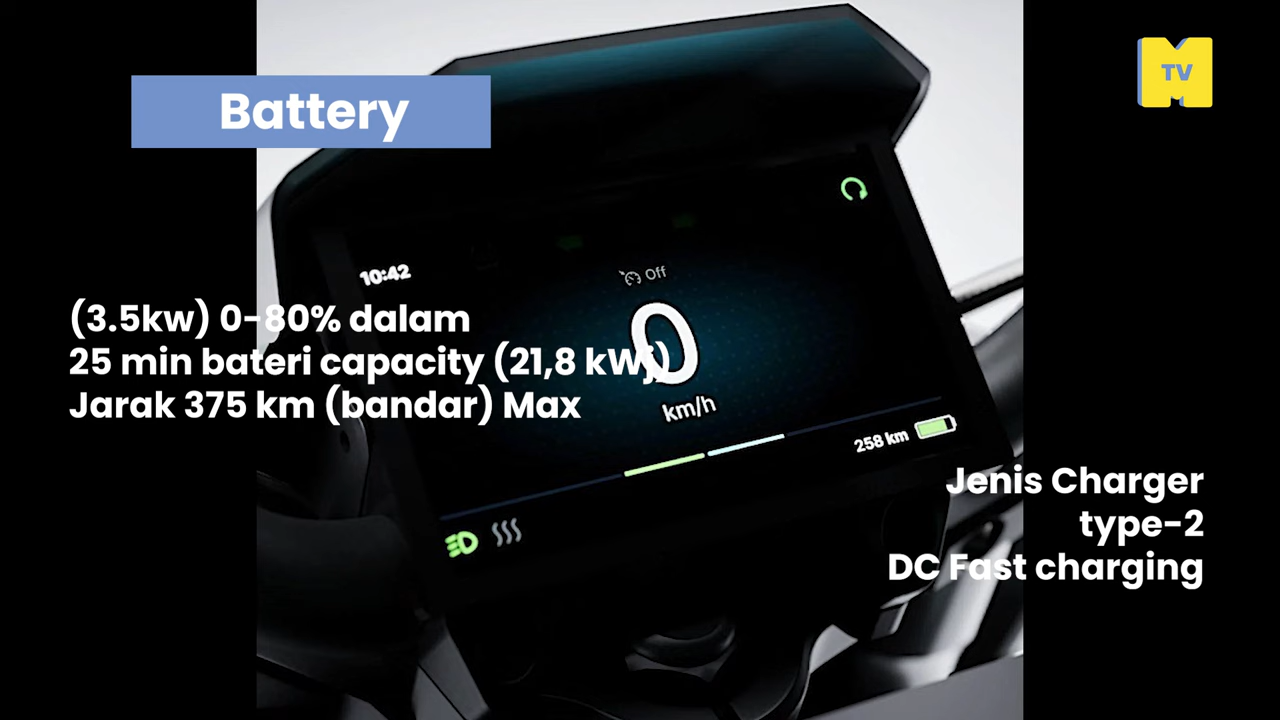 Battery
TV
10:42
Off
0
km/h
258 km
(3.5kw) 0-80% dalam
25 min bateri capacity (21,8 kWj)
Jarak 375 km (bandar) Max
Jenis Charger
type-2
DC Fast charging